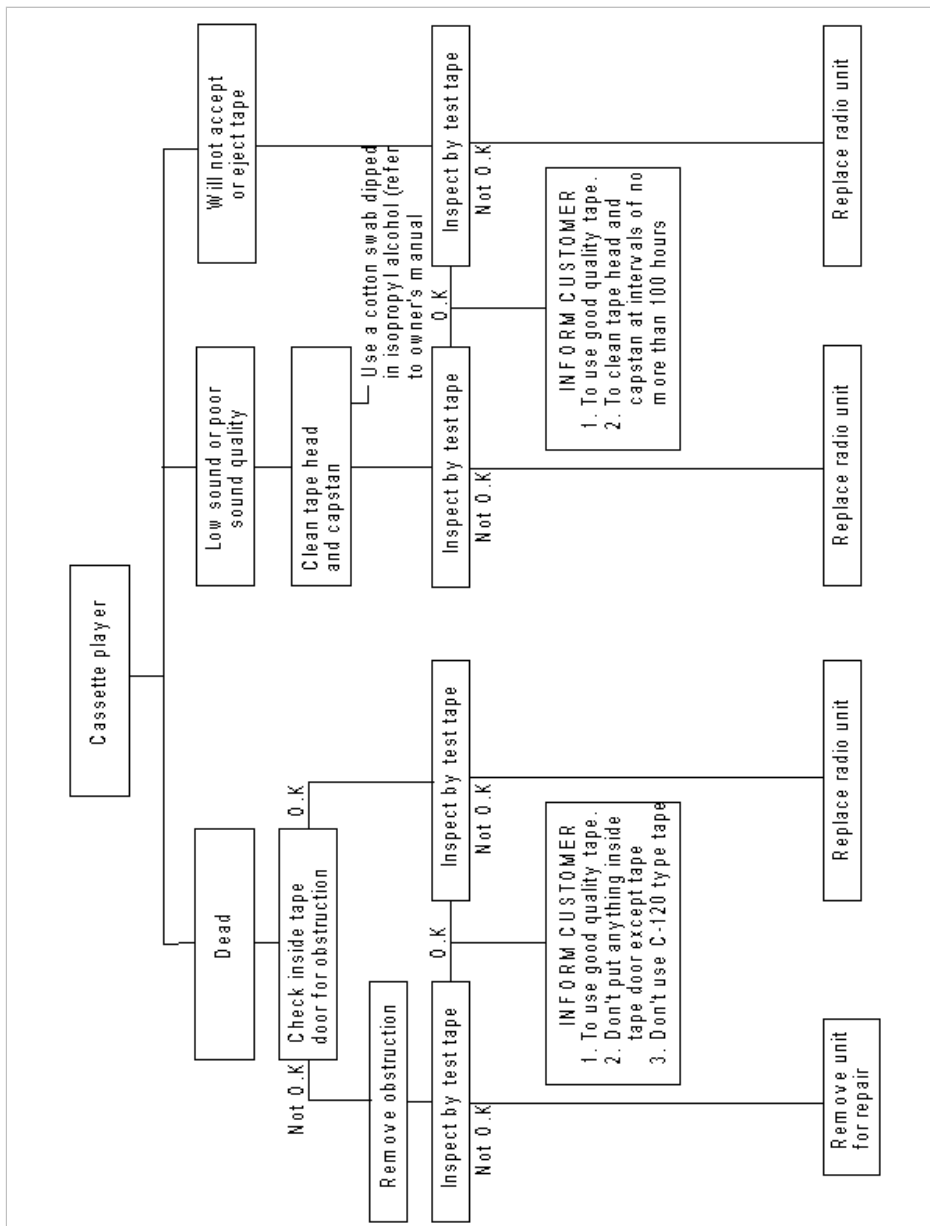 Cassette player
Dead
Low sound or poor
sound quality
Will not accept
or eject tape
Check inside tape
door for obstruction
Not O.K
O.K
Clean tape head
and capstan
Use a cotton swab dipped
in isopropyl alcohol (refer
to owner's manual
Remove obstruction
Inspect by test tape
Not O.K
O.K
Inspect by test tape
Not O.K
Inspect by test tape
Not O.K
O.K
Inspect by test tape
Not O.K
INFORM CUSTOMER
1. To use good quality tape.
2. Don't put anything inside
tape door except tape
3. Don't use C-120 type tape
INFORM CUSTOMER
1. To use good quality tape.
2. To clean tape head and
capstan at intervals of no
more than 100 hours
Remove unit
for repair
Replace radio unit
Replace radio unit
Replace radio unit